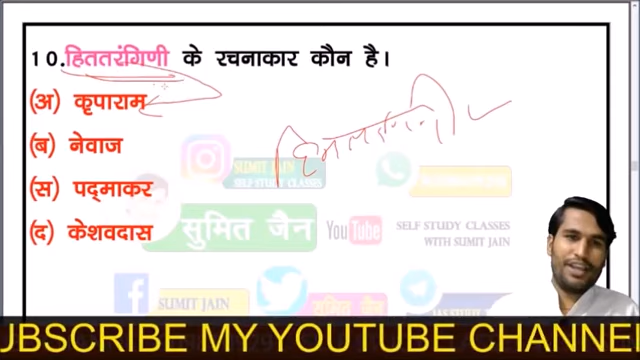 10.हिततरंगिणी के रचनाकार कौन है।
(अ) कृपाराम
(ब) नेवाज
(स) पद्माकर
(द) केशवदास
SUMIT JAIN
SELF STUDY CLASSES
सुमित जैन
YouTube
SELF STUDY CLASSES
WITH SUMIT JAIN
SUMIT JAIN
सुमित जैन
UBSCRIBE MY YOUTUBE CHANNE